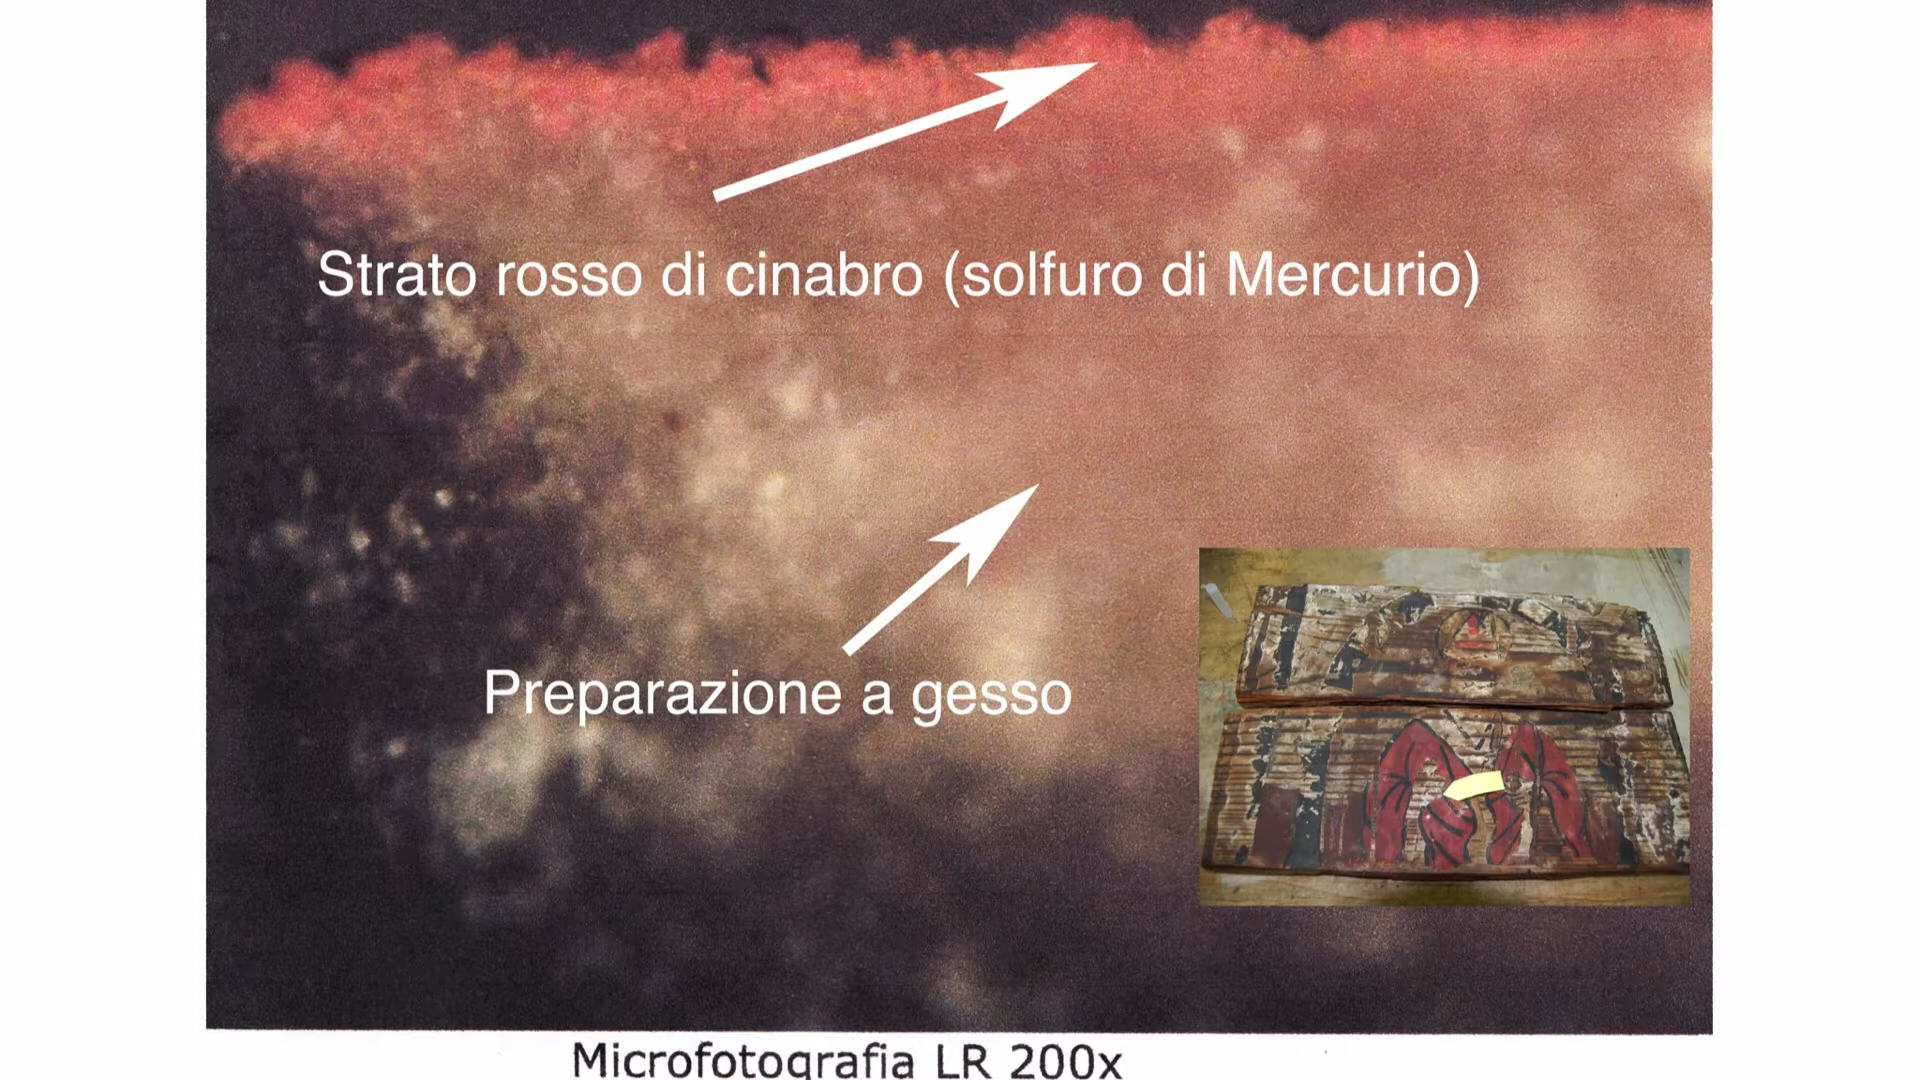 Strato rosso di cinabro (solfuro di Mercurio)
Preparazione a gesso
Microfotografia LR 200x